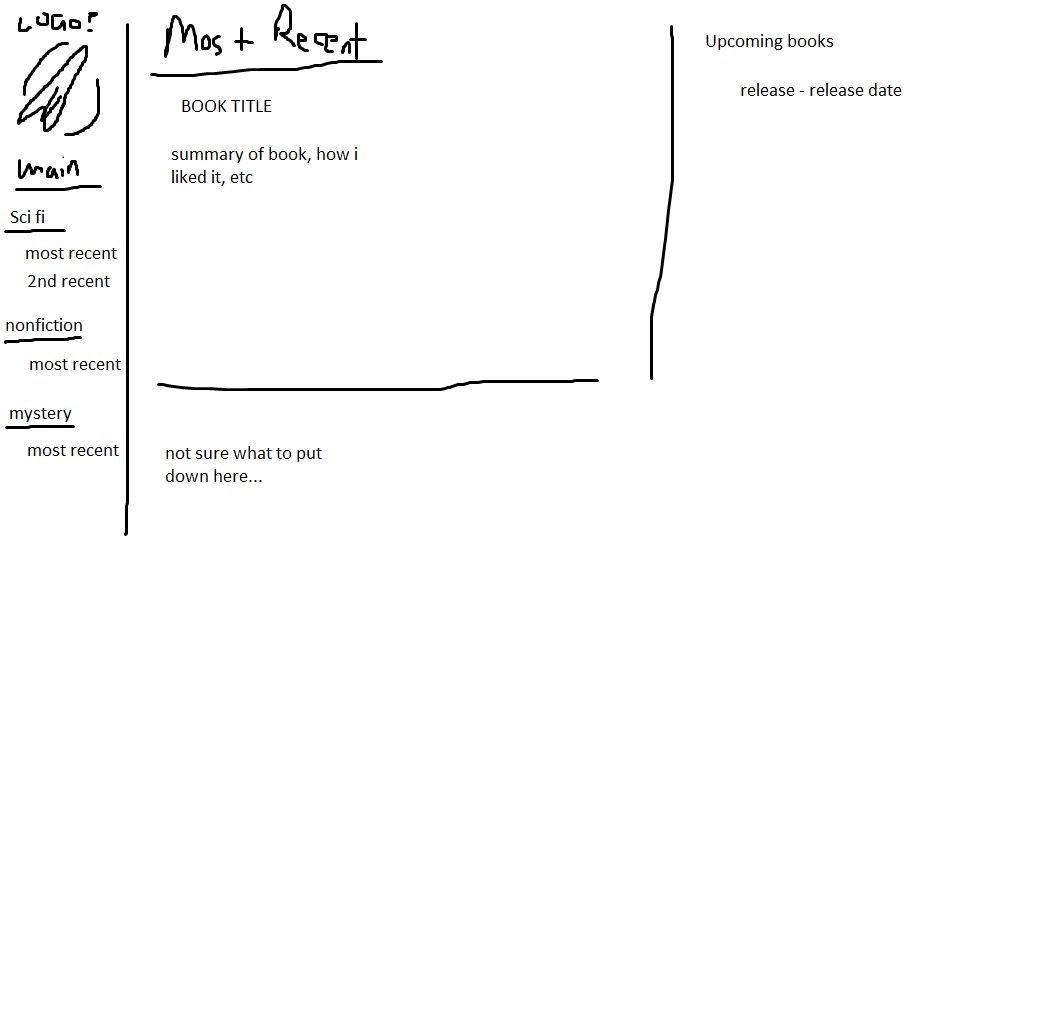 LOGO?
main
Sci fi
most recent
2nd recent
nonfiction
most recent
mystery
most recent
Most Recent
BOOK TITLE
summary of book, how i
liked it, etc
not sure what to put
down here...
Upcoming books
release - release date